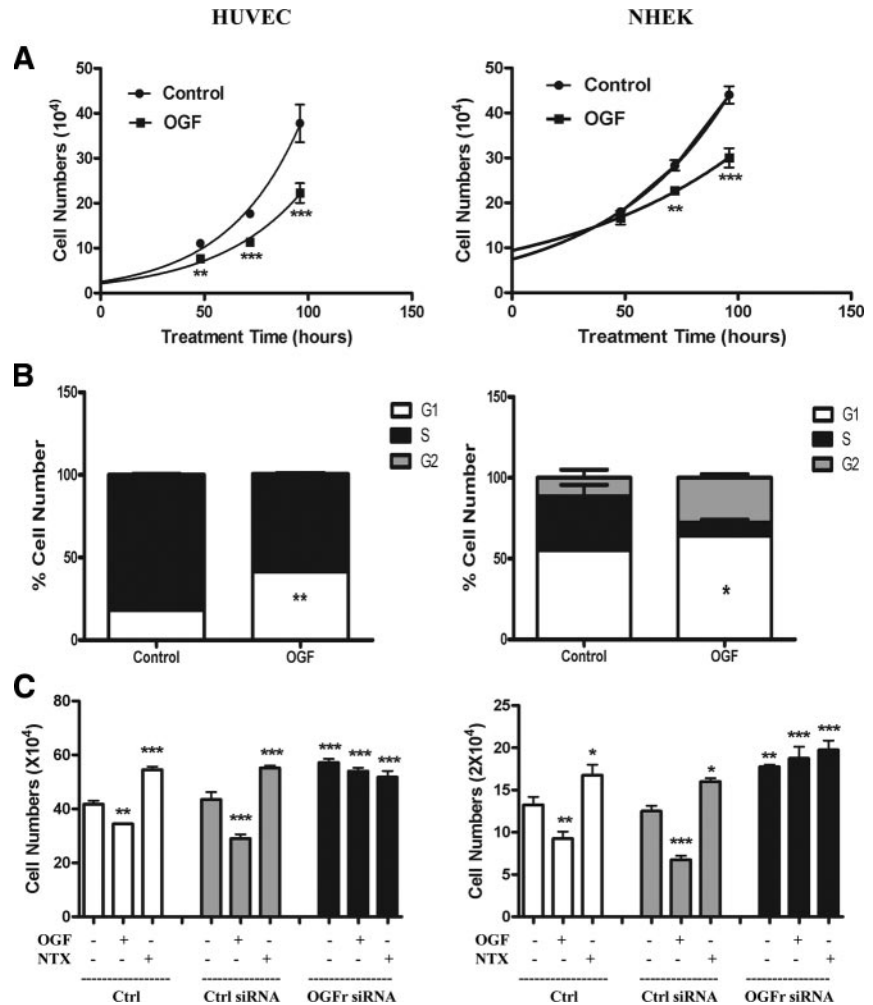 HUVEC
NHEK
A
50
40
30
20
10
0
Cell Numbers (10⁴)
Control
OGF
**
***
***
0
50
100
150
Treatment Time (hours)
50
40
30
20
10
0
Cell Numbers (10⁴)
Control
OGF
**
***
0
50
100
150
Treatment Time (hours)
B
150
100
50
0
% Cell Number
G1
S
G2
**
Control
OGF
150
100
50
0
% Cell Number
G1
S
G2
*
Control
OGF
C
80
60
40
20
0
Cell Numbers (X10⁴)
** *** *** *** *** *** ***
OGF - + - - + - - + -
NTX - - + - - + - - +
Ctrl Ctrl siRNA OGFr siRNA
25
20
15
10
5
0
Cell Numbers (2X10⁴)
** * *** * ** *** ***
OGF - + - - + - - + -
NTX - - + - - + - - +
Ctrl Ctrl siRNA OGFr siRNA